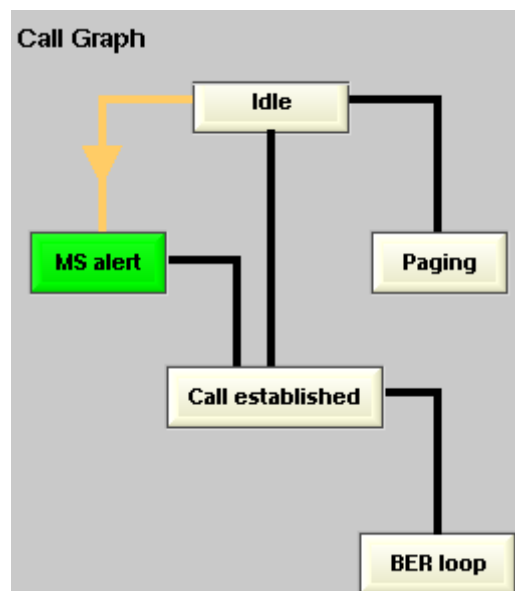 Call Graph
Idle
MS alert
Paging
Call established
BER loop